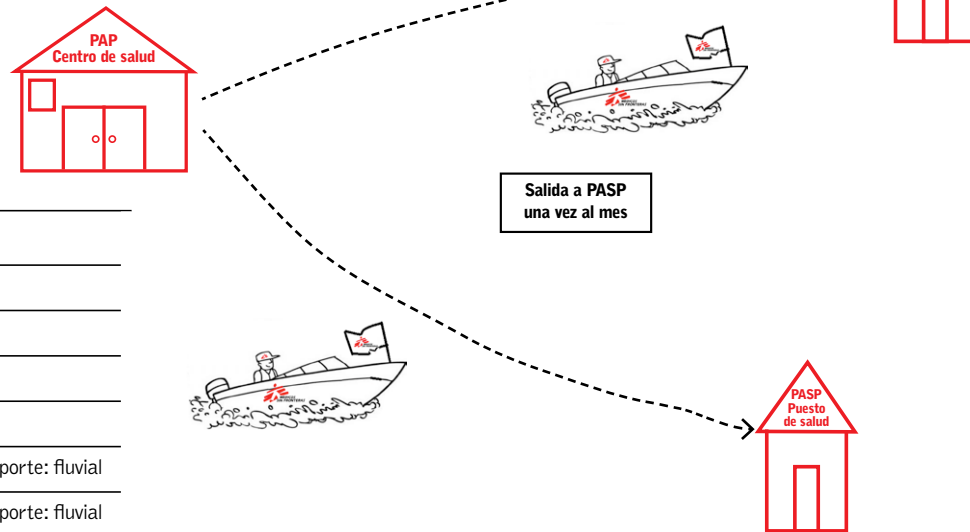 PAP
Centro de salud
Salida a PASP
una vez al mes
PASP
Puesto
de salud
porte: fluvial
porte: fluvial